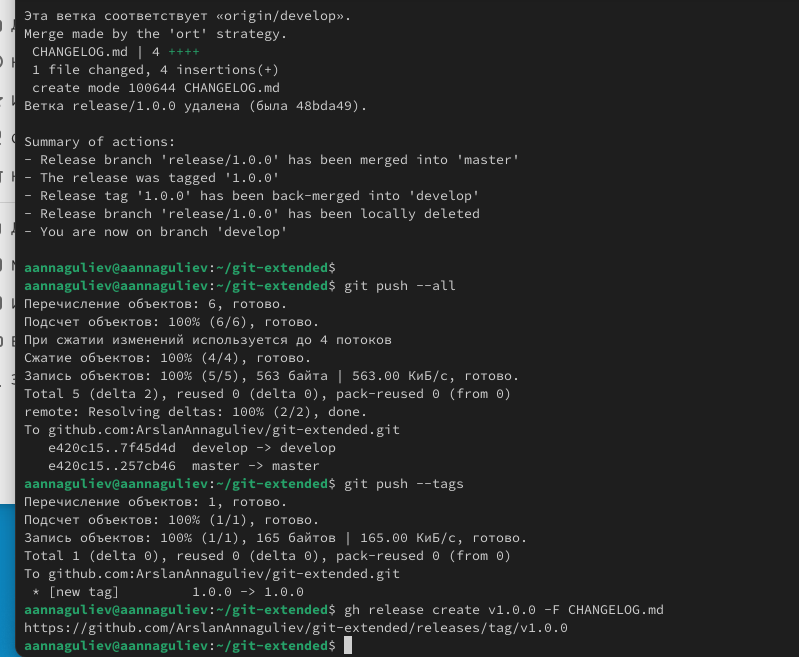 Эта ветка соответствует «origin/develop».
Merge made by the 'ort' strategy.
 CHANGELOG.md | 4 ++++
 1 file changed, 4 insertions(+)
 create mode 100644 CHANGELOG.md
Ветка release/1.0.0 удалена (была 48bda49).

Summary of actions:
- Release branch 'release/1.0.0' has been merged into 'master'
- The release was tagged '1.0.0'
- Release tag '1.0.0' has been back-merged into 'develop'
- Release branch 'release/1.0.0' has been locally deleted
- You are now on branch 'develop'

aannaguliev@aannaguliev:~/git-extended$
aannaguliev@aannaguliev:~/git-extended$ git push --all
Перечисление объектов: 6, готово.
Подсчет объектов: 100% (6/6), готово.
При сжатии изменений используется до 4 потоков
Сжатие объектов: 100% (4/4), готово.
Запись объектов: 100% (5/5), 563 байта | 563.00 КиБ/с, готово.
Total 5 (delta 2), reused 0 (delta 0), pack-reused 0 (from 0)
remote: Resolving deltas: 100% (2/2), done.
To github.com:ArslanAnnaguliev/git-extended.git
   e420c15..7f45d4d  develop -> develop
   e420c15..257cb46  master -> master
aannaguliev@aannaguliev:~/git-extended$ git push --tags
Перечисление объектов: 1, готово.
Подсчет объектов: 100% (1/1), готово.
Запись объектов: 100% (1/1), 165 байтов | 165.00 КиБ/с, готово.
Total 1 (delta 0), reused 0 (delta 0), pack-reused 0 (from 0)
To github.com:ArslanAnnaguliev/git-extended.git
 * [new tag]         1.0.0 -> 1.0.0
aannaguliev@aannaguliev:~/git-extended$ gh release create v1.0.0 -F CHANGELOG.md
https://github.com/ArslanAnnaguliev/git-extended/releases/tag/v1.0.0
aannaguliev@aannaguliev:~/git-extended$